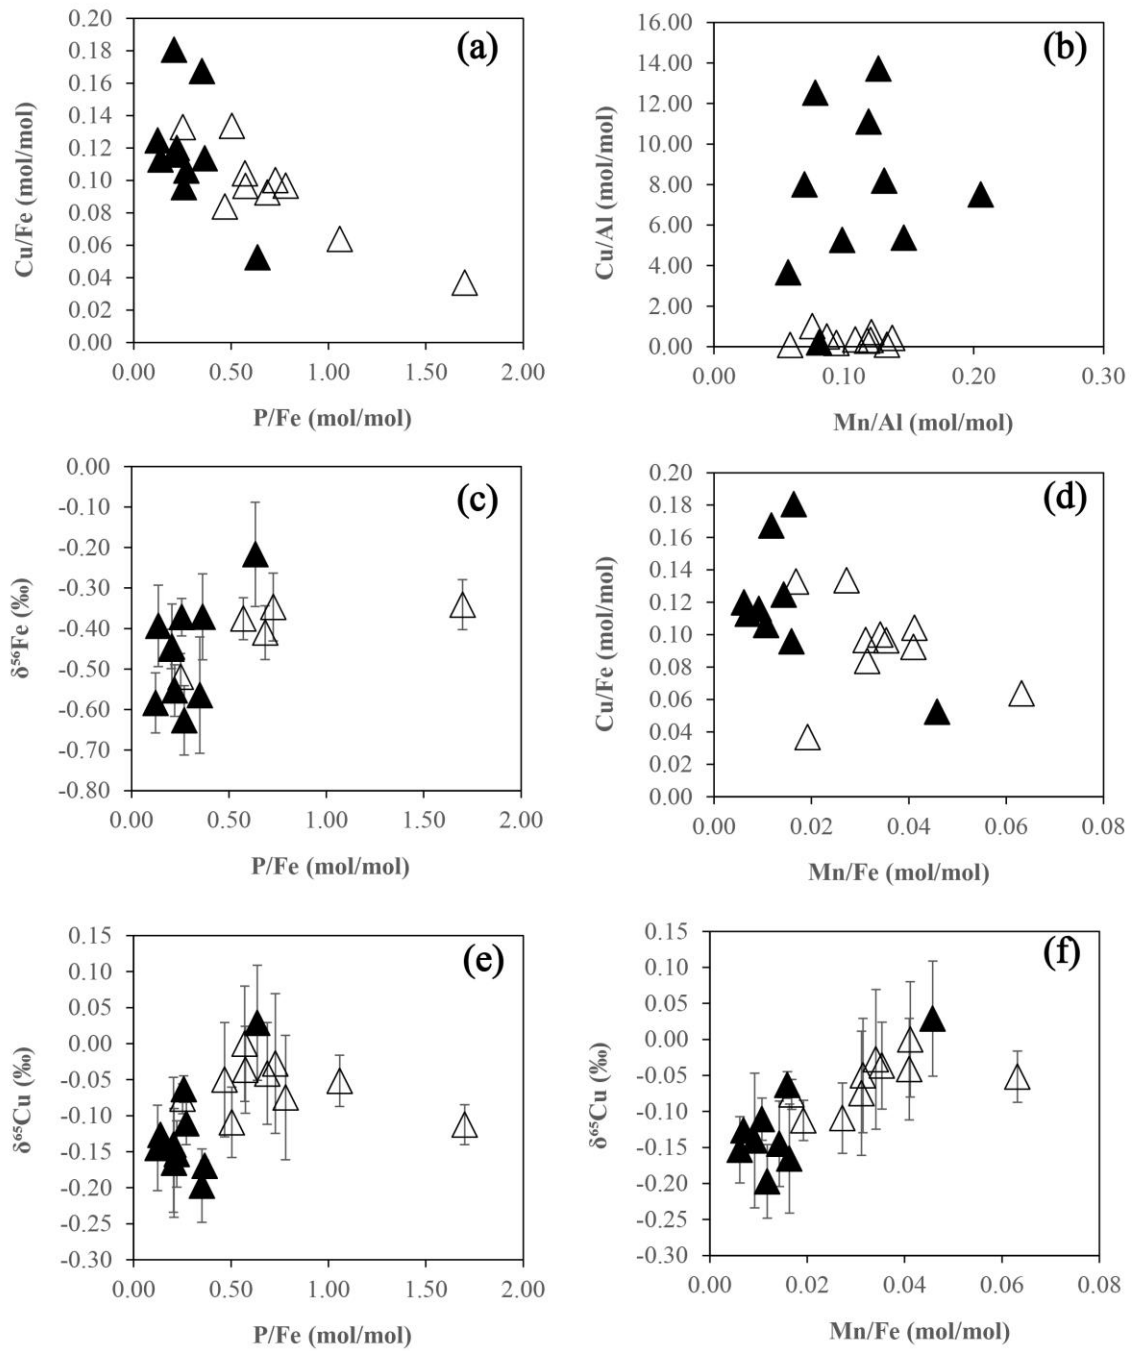 (a)
0.20
0.18
0.16
0.14
0.12
0.10
0.08
0.06
0.04
0.02
0.00
Cu/Fe (mol/mol)
0.00 0.50 1.00 1.50 2.00
P/Fe (mol/mol)
(b)
16.00
14.00
12.00
10.00
8.00
6.00
4.00
2.00
0.00
Cu/Al (mol/mol)
0.00 0.10 0.20 0.30
Mn/Al (mol/mol)
(c)
0.00
-0.10
-0.20
-0.30
-0.40
-0.50
-0.60
-0.70
-0.80
δ⁵⁶Fe (‰)
0.00 0.50 1.00 1.50 2.00
P/Fe (mol/mol)
(d)
0.20
0.18
0.16
0.14
0.12
0.10
0.08
0.06
0.04
0.02
0.00
Cu/Fe (mol/mol)
0.00 0.02 0.04 0.06 0.08
Mn/Fe (mol/mol)
(e)
0.15
0.10
0.05
0.00
-0.05
-0.10
-0.15
-0.20
-0.25
-0.30
δ⁶⁵Cu (‰)
0.00 0.50 1.00 1.50 2.00
P/Fe (mol/mol)
(f)
0.15
0.10
0.05
0.00
-0.05
-0.10
-0.15
-0.20
-0.25
-0.30
δ⁶⁵Cu (‰)
0.00 0.02 0.04 0.06 0.08
Mn/Fe (mol/mol)